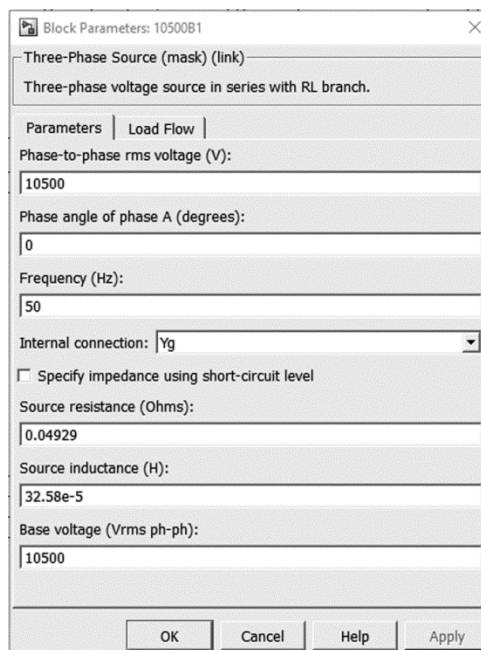 Block Parameters: 10500B1
Three-Phase Source (mask) (link)
Three-phase voltage source in series with RL branch.
Parameters Load Flow
Phase-to-phase rms voltage (V):
10500
Phase angle of phase A (degrees):
0
Frequency (Hz):
50
Internal connection: Yg
Specify impedance using short-circuit level
Source resistance (Ohms):
0.04929
Source inductance (H):
32.58e-5
Base voltage (Vrms ph-ph):
10500
OK Cancel Help Apply